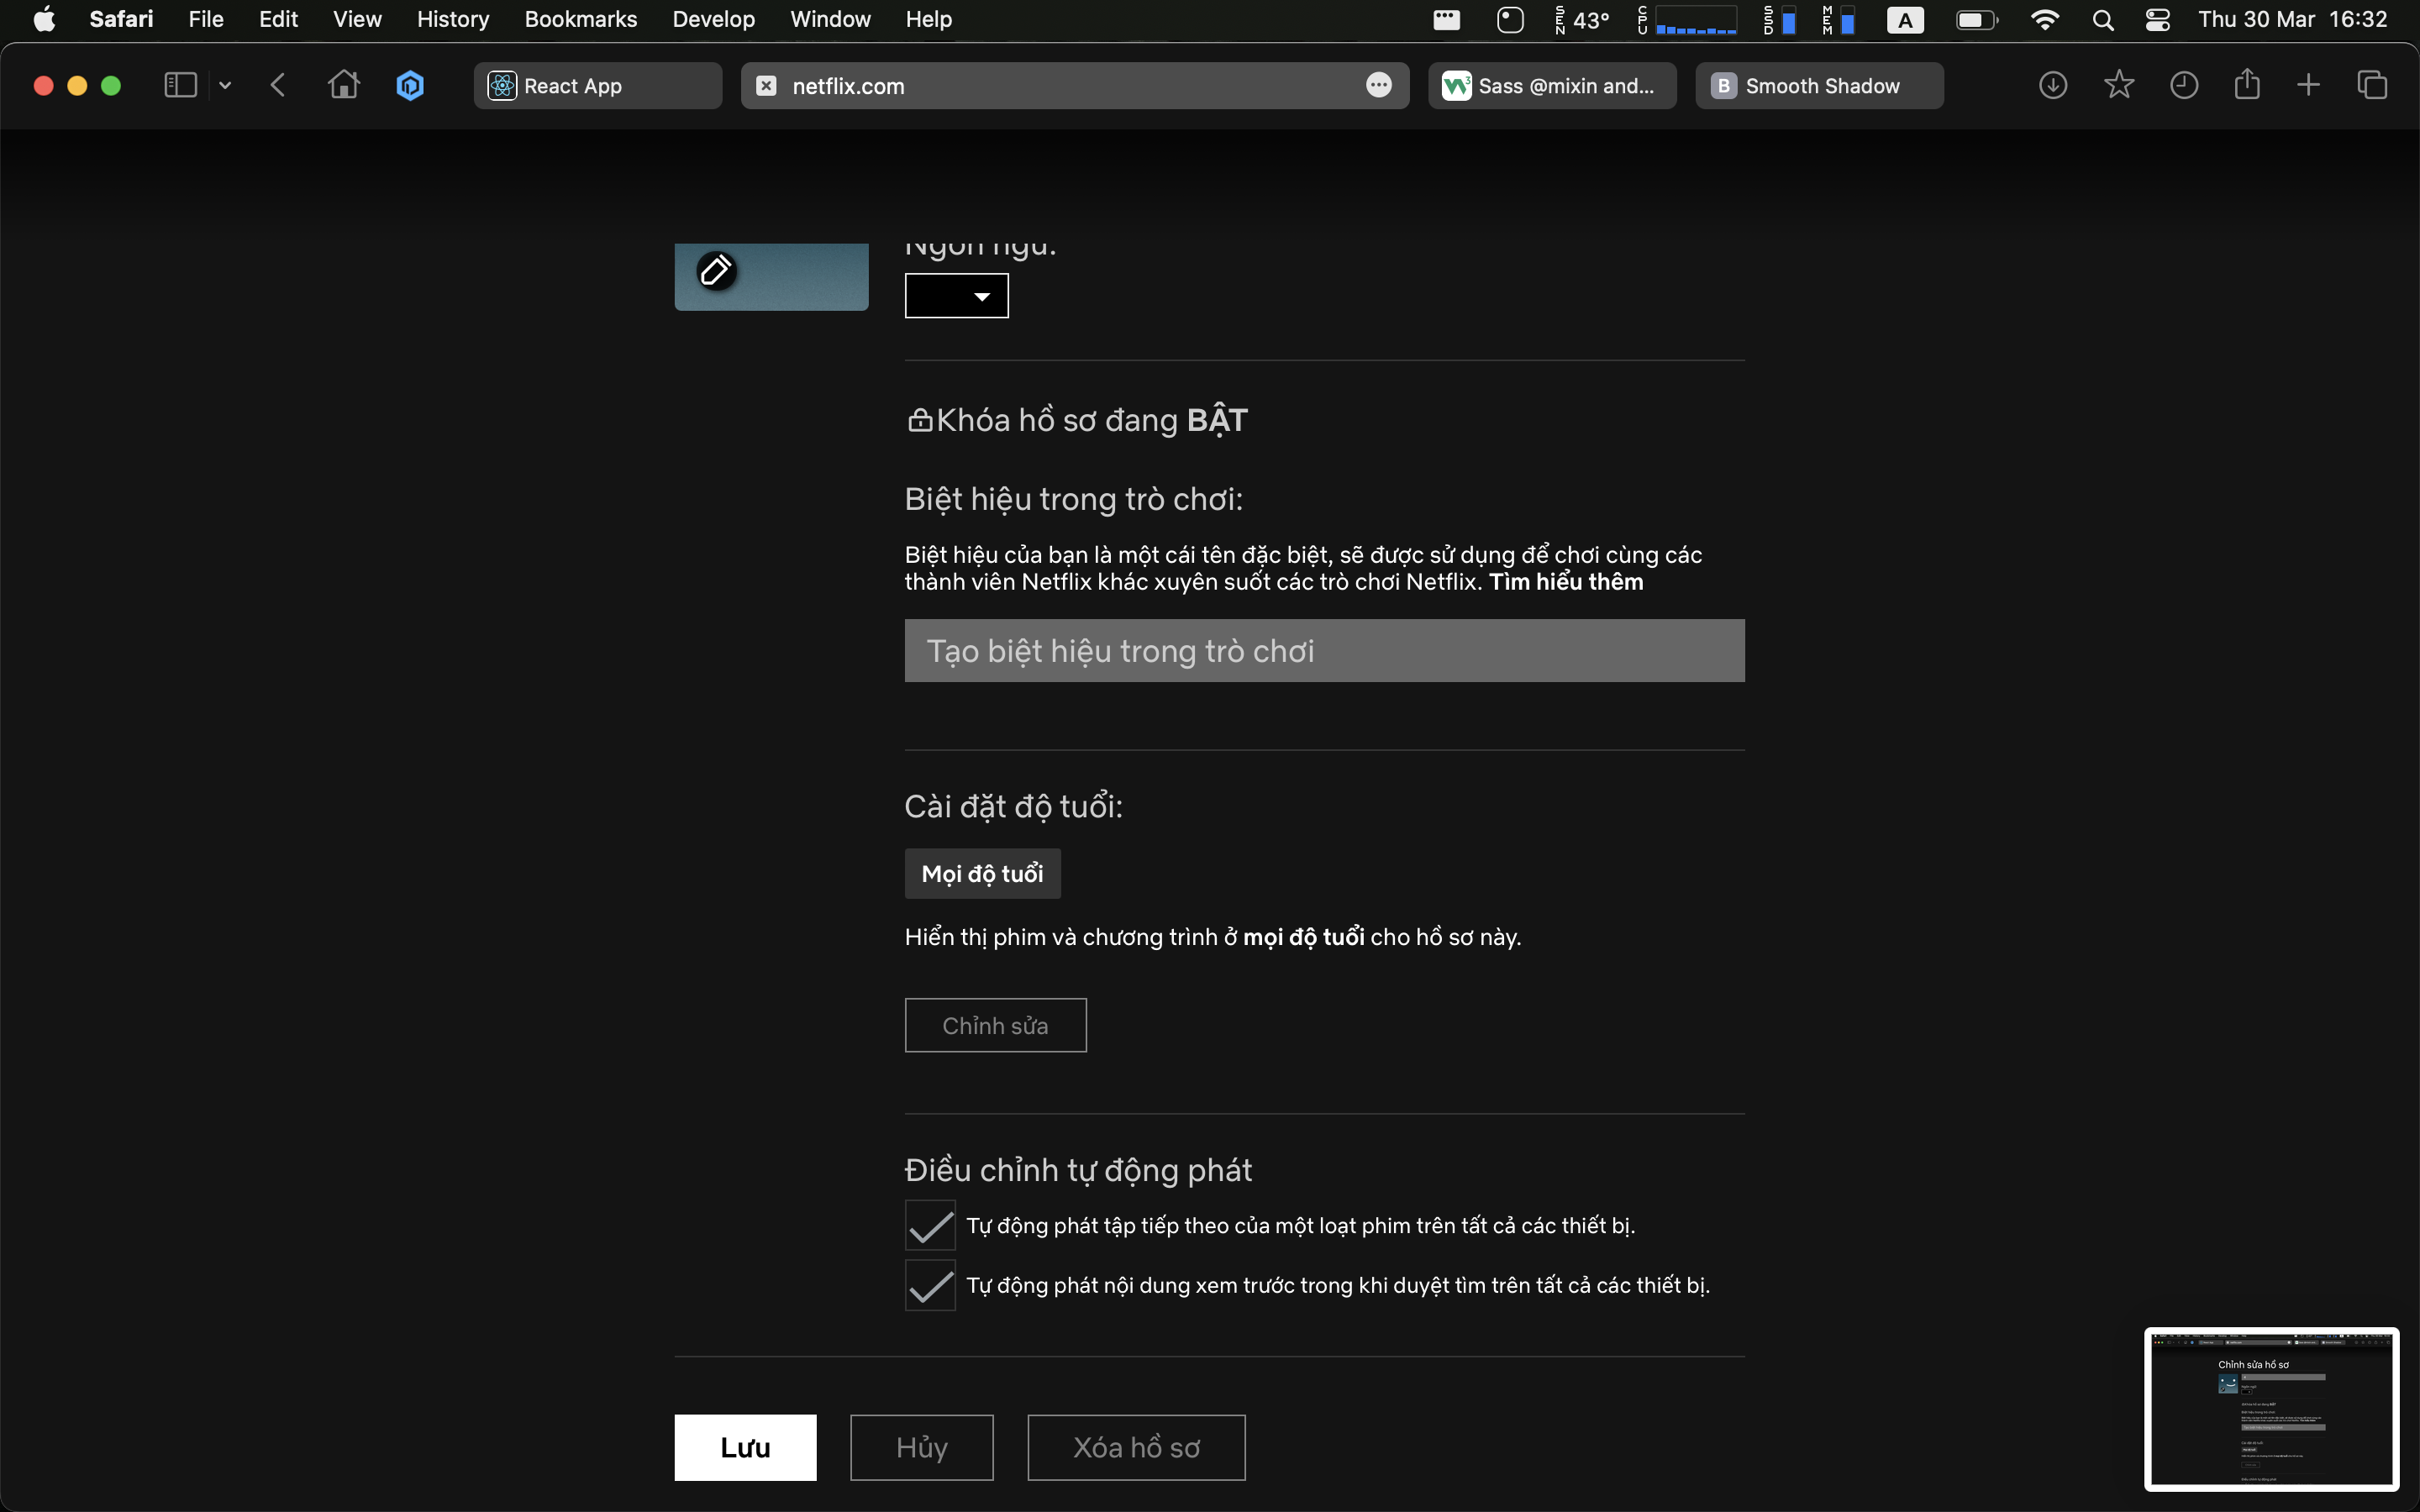 Safari File Edit View History Bookmarks Develop Window Help SEN 43° CPU SSD MEM A Thu 30 Mar 16:32
React App netflix.com Sass @mixin and... B Smooth Shadow
Ngôn ngữ:
Khóa hồ sơ đang BẬT
Biệt hiệu trong trò chơi:
Biệt hiệu của bạn là một cái tên đặc biệt, sẽ được sử dụng để chơi cùng các
thành viên Netflix khác xuyên suốt các trò chơi Netflix. Tìm hiểu thêm
Tạo biệt hiệu trong trò chơi
Cài đặt độ tuổi:
Mọi độ tuổi
Hiển thị phim và chương trình ở mọi độ tuổi cho hồ sơ này.
Chỉnh sửa
Điều chỉnh tự động phát
Tự động phát tập tiếp theo của một loạt phim trên tất cả các thiết bị.
Tự động phát nội dung xem trước trong khi duyệt tìm trên tất cả các thiết bị.
Chỉnh sửa hồ sơ
Lưu Hủy Xóa hồ sơ